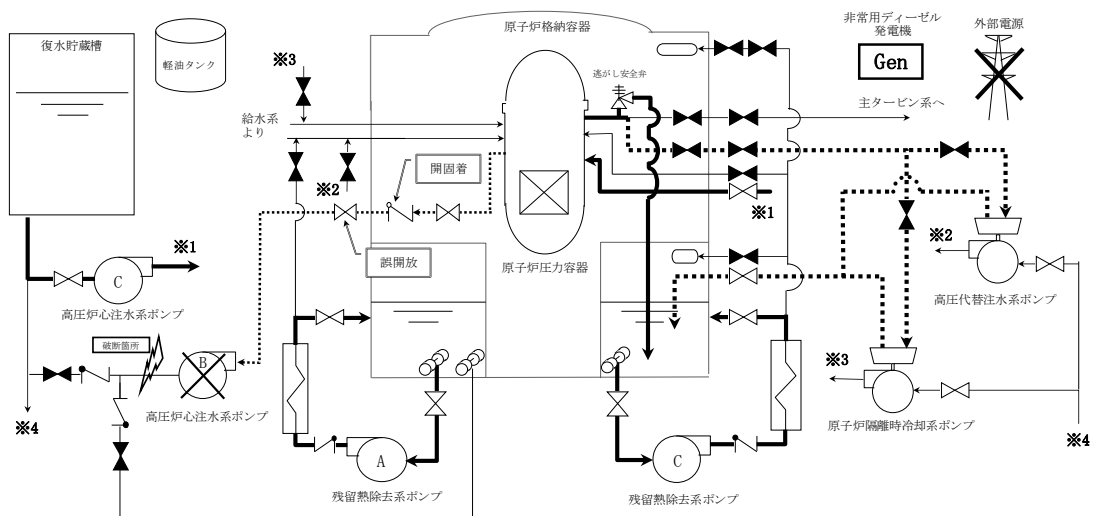 復水貯蔵槽
軽油タンク
※3
給水系
より
※2
開固着
誤開放
原子炉格納容器
逃がし安全弁
原子炉圧力容器
非常用ディーゼル
発電機
Gen
外部電源
主タービン系へ
※1
※1
C
高圧炉心注水系ポンプ
破断箇所
B
高圧炉心注水系ポンプ
※4
A
残留熱除去系ポンプ
C
残留熱除去系ポンプ
※2
高圧代替注水系ポンプ
※3
原子炉隔離時冷却系ポンプ
※4